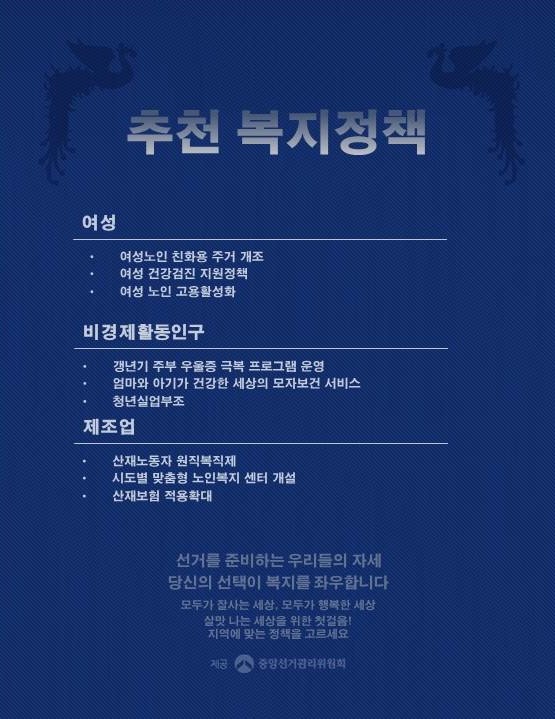 추천 복지정책
여성
• 여성노인 친화용 주거 개조
• 여성 건강검진 지원정책
• 여성 노인 고용활성화
비경제활동인구
• 갱년기 주부 우울증 극복 프로그램 운영
• 엄마와 아기가 건강한 세상의 모자보건 서비스
• 청년실업부조
제조업
• 산재노동자 원직복직제
• 시도별 맞춤형 노인복지 센터 개설
• 산재보험 적용확대
선거를 준비하는 우리들의 자세
당신의 선택이 복지를 좌우합니다
모두가 잘사는 세상, 모두가 행복한 세상
살맛 나는 세상을 위한 첫걸음!
지역에 맞는 정책을 고르세요
제공 중앙선거관리위원회